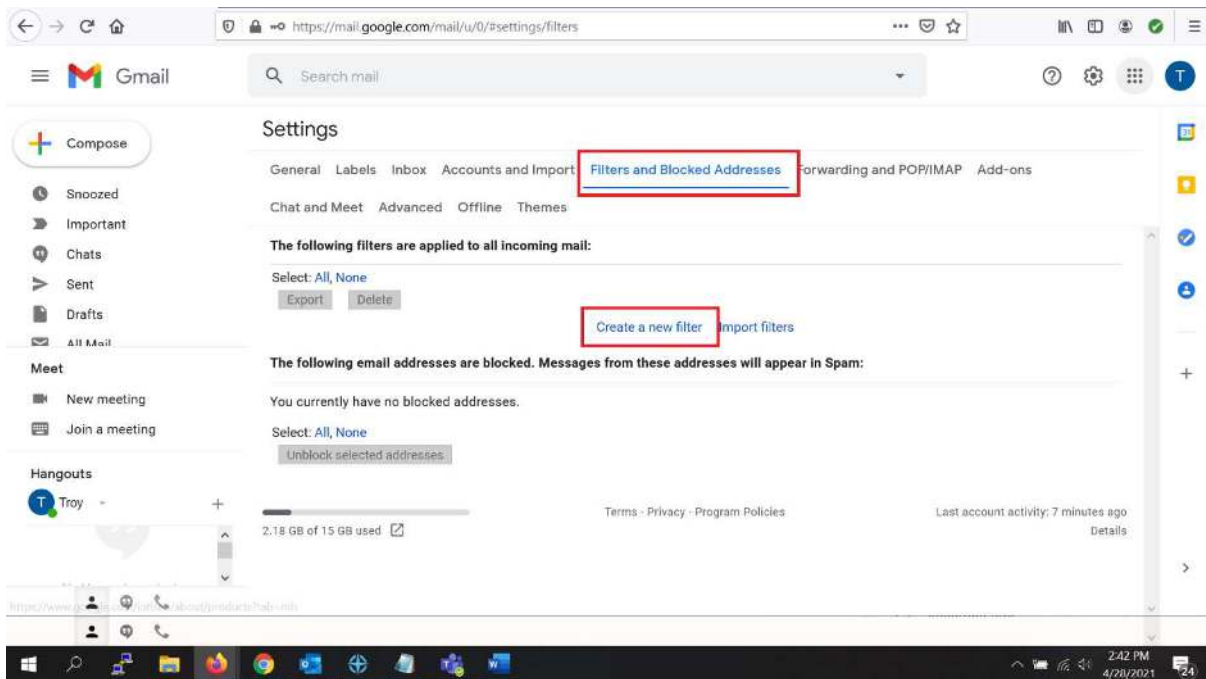 https://mail.google.com/mail/u/0/#settings/filters
Gmail
Search mail
T
Compose
Snoozed
Important
Chats
Sent
Drafts
All Mail
Meet
New meeting
Join a meeting
Hangouts
T Troy
Settings
General Labels Inbox Accounts and Import Filters and Blocked Addresses Forwarding and POP/IMAP Add-ons
Chat and Meet Advanced Offline Themes
The following filters are applied to all incoming mail:
Select: All, None
Export Delete
Create a new filter Import filters
The following email addresses are blocked. Messages from these addresses will appear in Spam:
You currently have no blocked addresses.
Select: All, None
Unblock selected addresses
2.18 GB of 15 GB used
Terms · Privacy · Program Policies
Last account activity: 7 minutes ago
Details
31
2:42 PM
4/28/2021
24